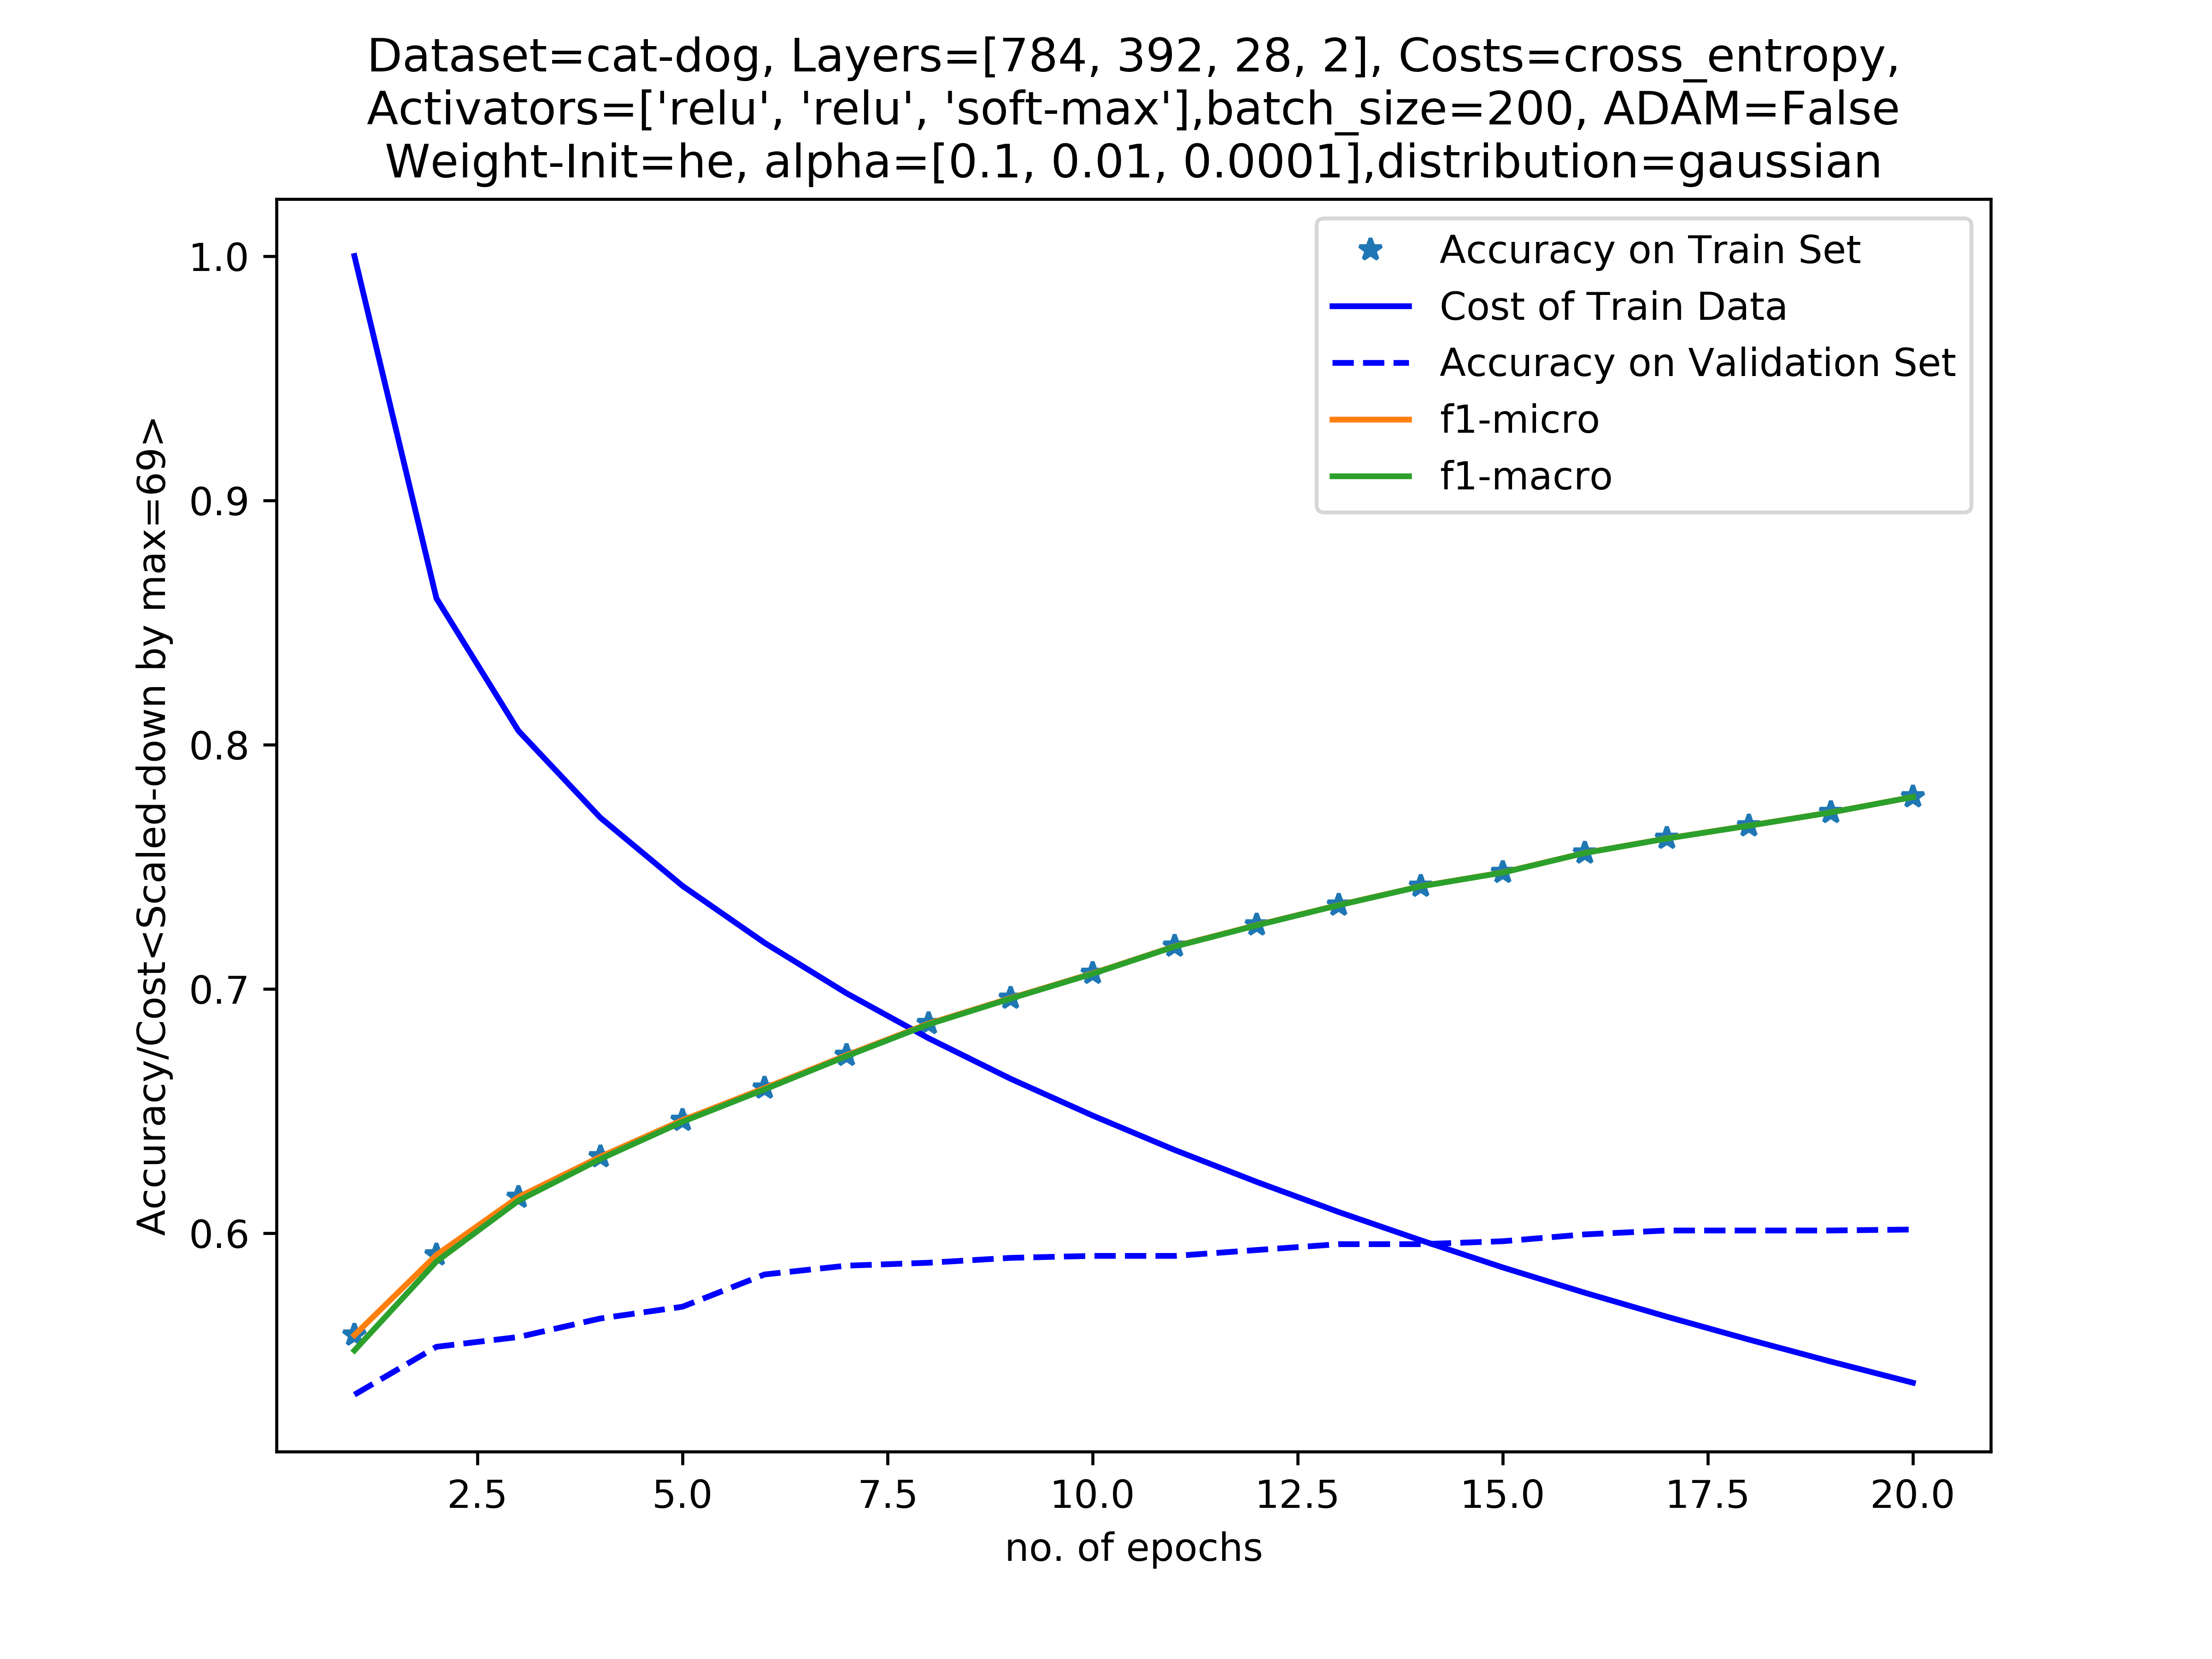 Dataset=cat-dog, Layers=[784, 392, 28, 2], Costs=cross_entropy,
Activators=['relu', 'relu', 'soft-max'],batch_size=200, ADAM=False
Weight-Init=he, alpha=[0.1, 0.01, 0.0001],distribution=gaussian
Accuracy on Train Set
Cost of Train Data
Accuracy on Validation Set
f1-micro
f1-macro
Accuracy/Cost<Scaled-down by max=69>
1.0
0.9
0.8
0.7
0.6
2.5 5.0 7.5 10.0 12.5 15.0 17.5 20.0
no. of epochs